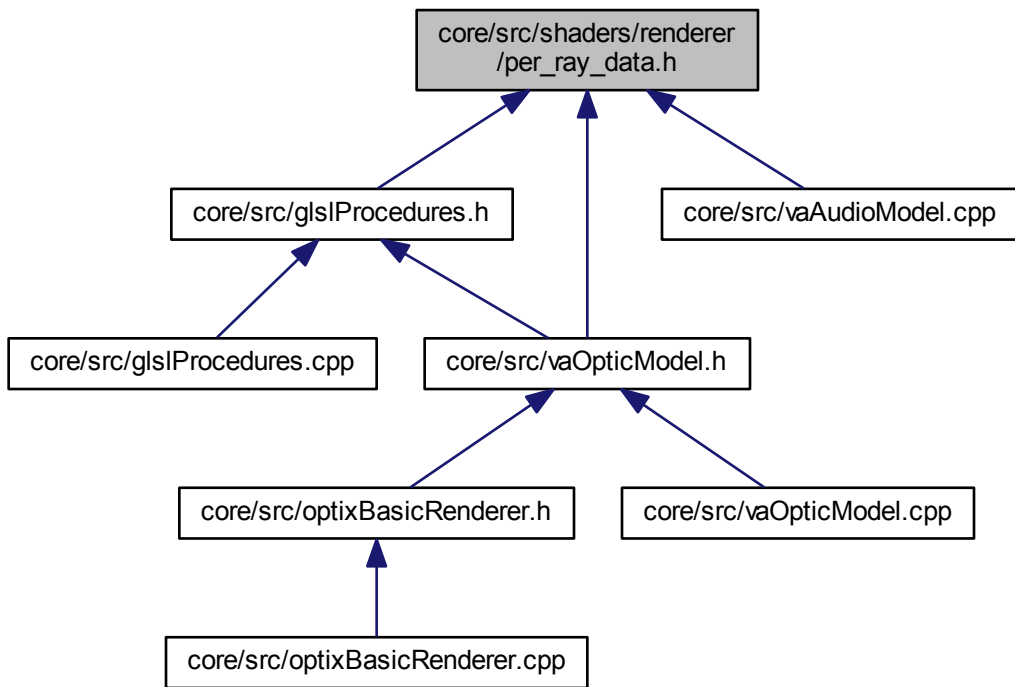 core/src/shaders/renderer
/per_ray_data.h
core/src/glslProcedures.h
core/src/vaAudioModel.cpp
core/src/glslProcedures.cpp
core/src/vaOpticModel.h
core/src/optixBasicRenderer.h
core/src/vaOpticModel.cpp
core/src/optixBasicRenderer.cpp